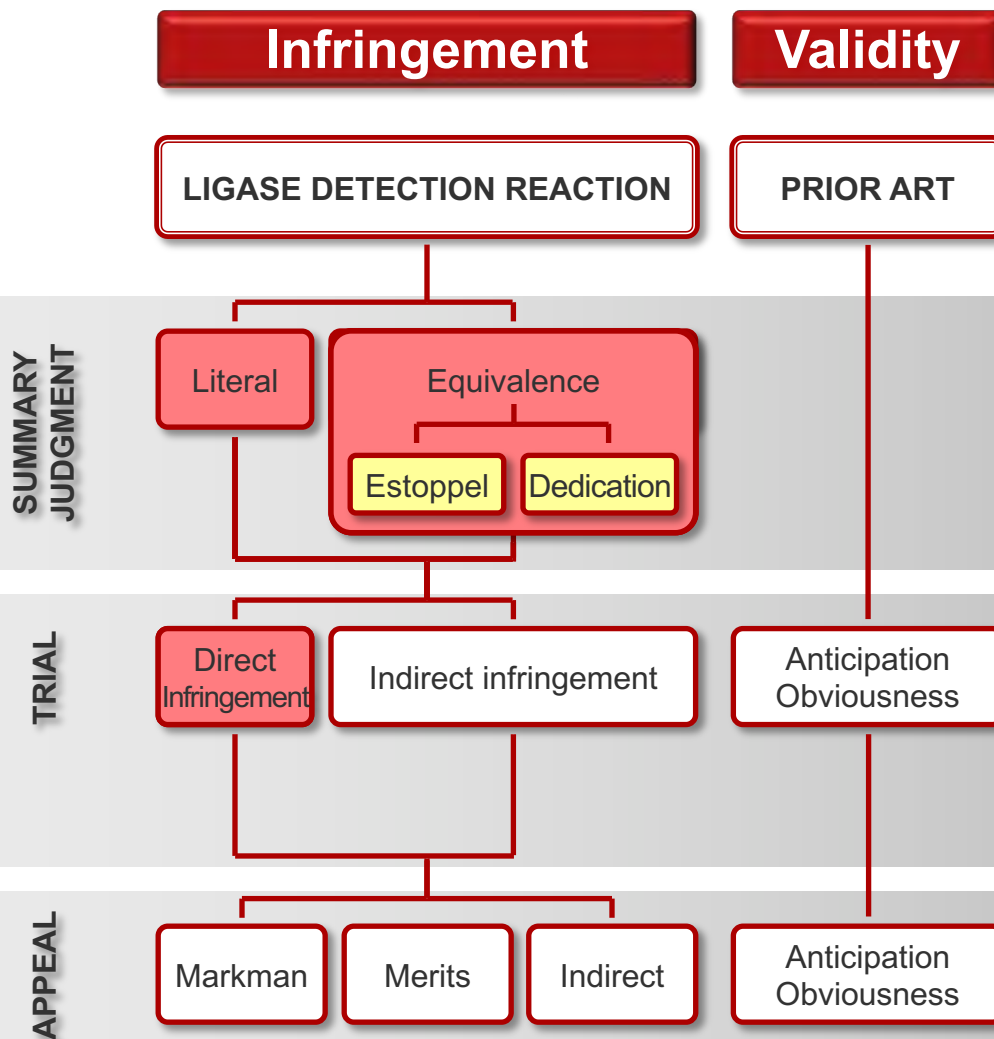 Infringement
Validity
LIGASE DETECTION REACTION
PRIOR ART
SUMMARY
JUDGMENT
Literal
Equivalence
Estoppel
Dedication
TRIAL
Direct
Infringement
Indirect infringement
Anticipation
Obviousness
APPEAL
Markman
Merits
Indirect
Anticipation
Obviousness